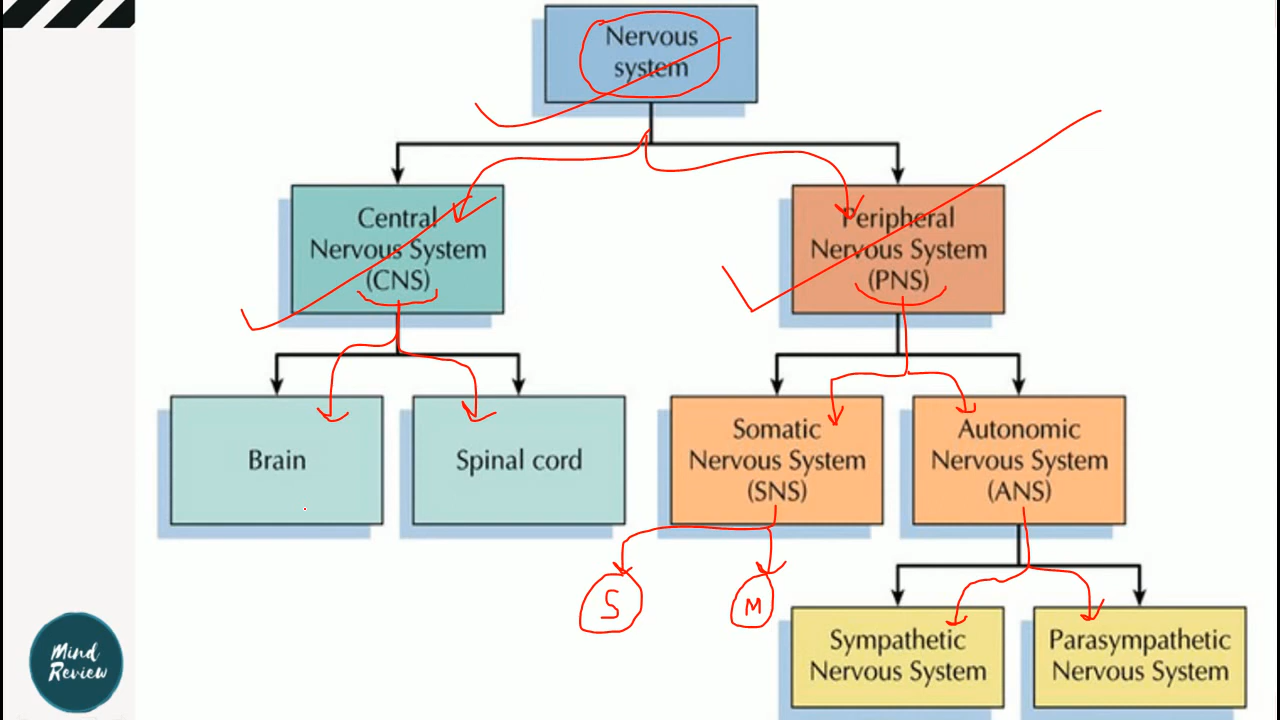 Nervous
system
Central
Nervous System
(CNS)
Peripheral
Nervous System
(PNS)
Brain
Spinal cord
Somatic
Nervous System
(SNS)
Autonomic
Nervous System
(ANS)
S
M
Sympathetic
Nervous System
Parasympathetic
Nervous System
Mind
Review